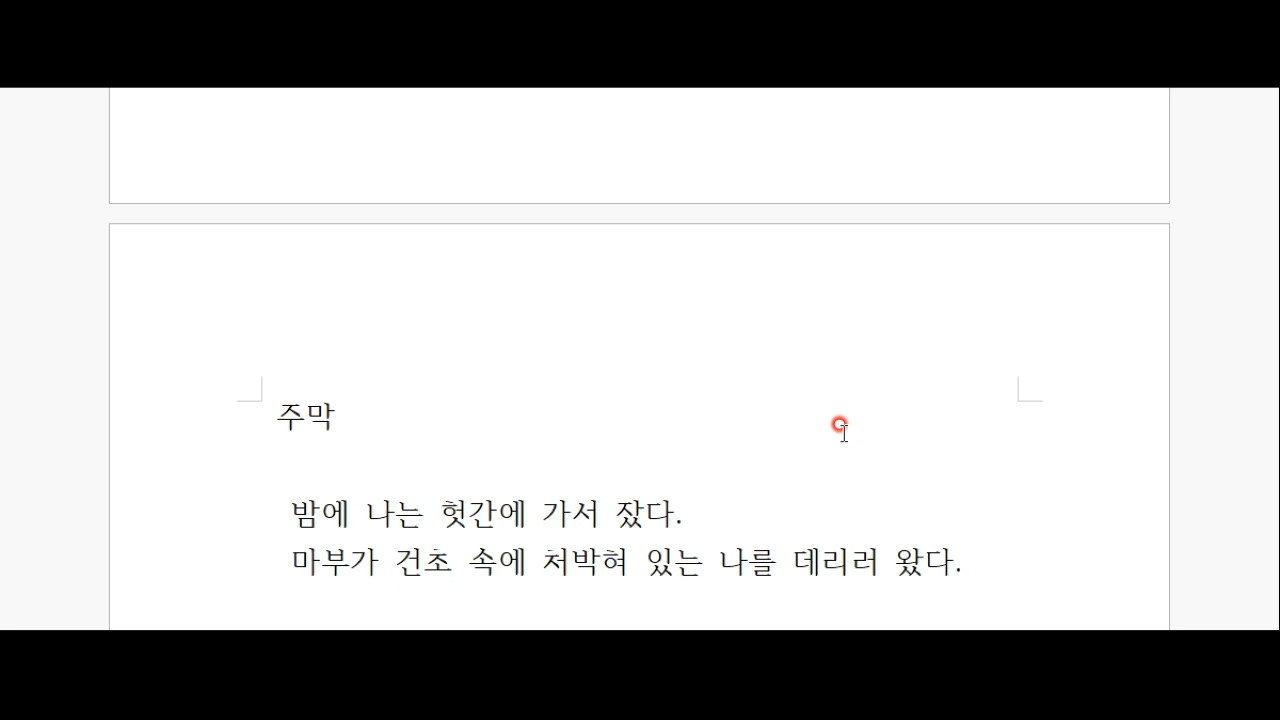 주막
밤에 나는 헛간에 가서 잤다.
마부가 건초 속에 처박혀 있는 나를 데리러 왔다.